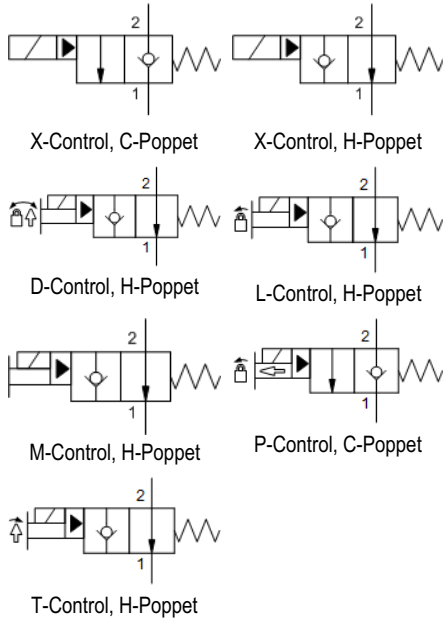 2 2
1 1
X-Control, C-Poppet X-Control, H-Poppet
2 2
1 1
D-Control, H-Poppet L-Control, H-Poppet
2 2
1 1
M-Control, H-Poppet P-Control, C-Poppet
2
1
T-Control, H-Poppet